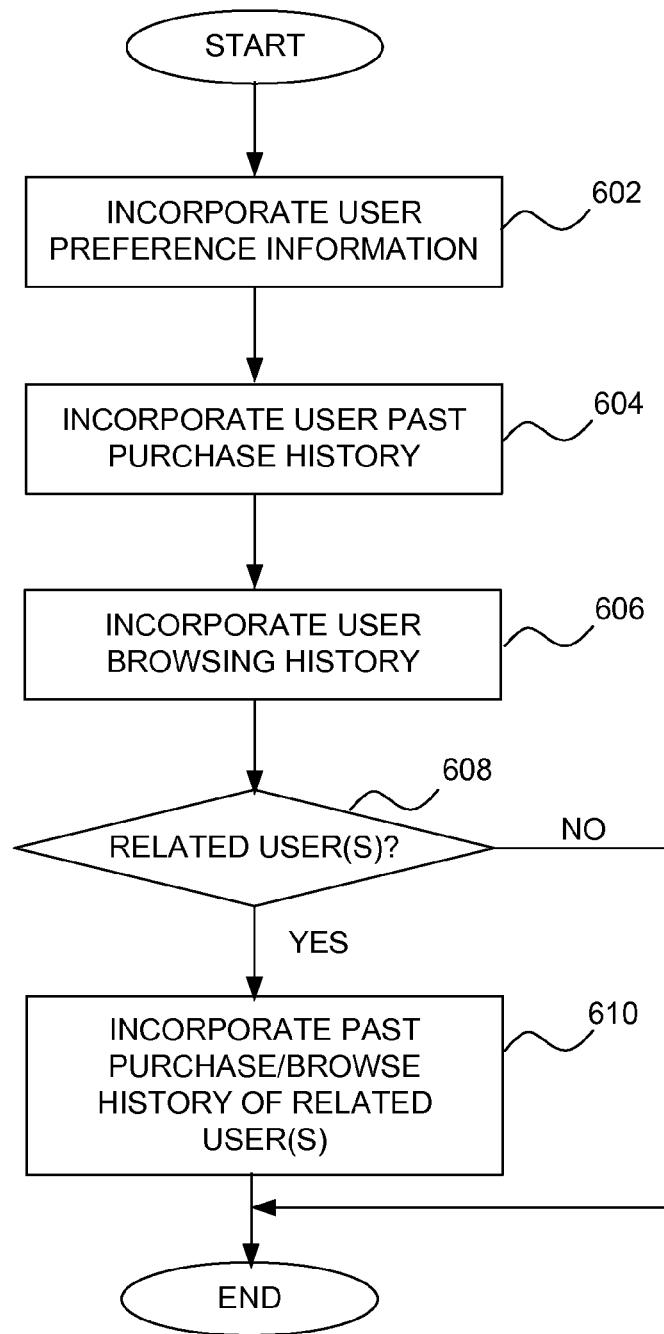 START
INCORPORATE USER
PREFERENCE INFORMATION
602
INCORPORATE USER PAST
PURCHASE HISTORY
604
INCORPORATE USER
BROWSING HISTORY
606
608
RELATED USER(S)?
NO
YES
INCORPORATE PAST
PURCHASE/BROWSE
HISTORY OF RELATED
USER(S)
610
END